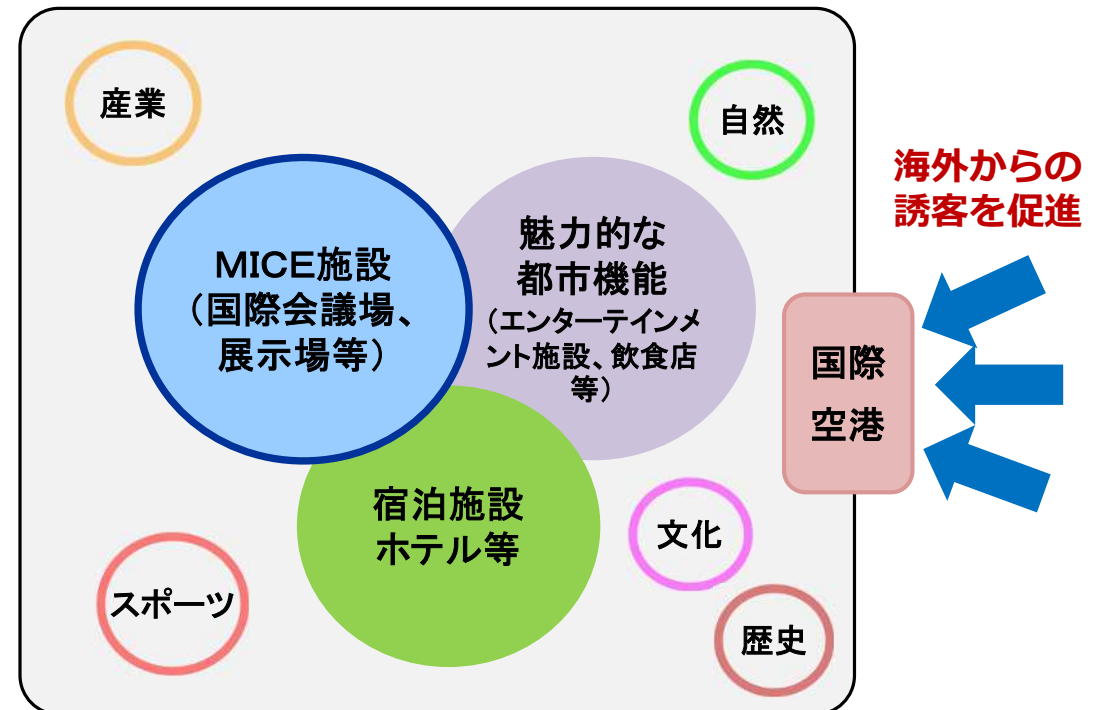 産業
自然
海外からの
誘客を促進
MICE施設
（国際会議場、
展示場等）
魅力的な
都市機能
（エンターテインメ
ント施設、飲食店
等）
国際
空港
宿泊施設
ホテル等
文化
スポーツ
歴史